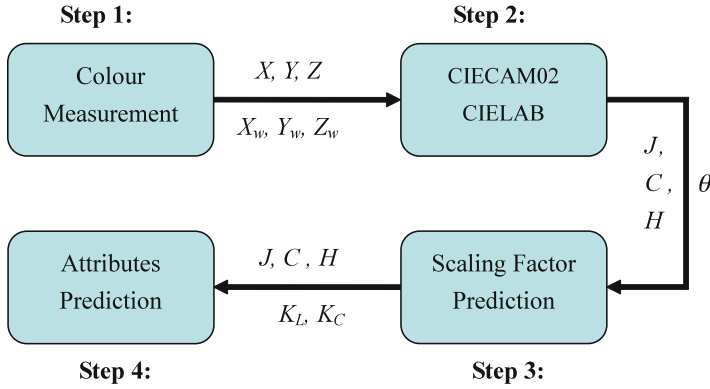 Step 1:
Step 2:
Colour
Measurement
X, Y, Z
X_w, Y_w, Z_w
CIECAM02
CIELAB
J,
C ,
H
θ
Attributes
Prediction
J, C , H
K_L, K_C
Scaling Factor
Prediction
Step 4:
Step 3: